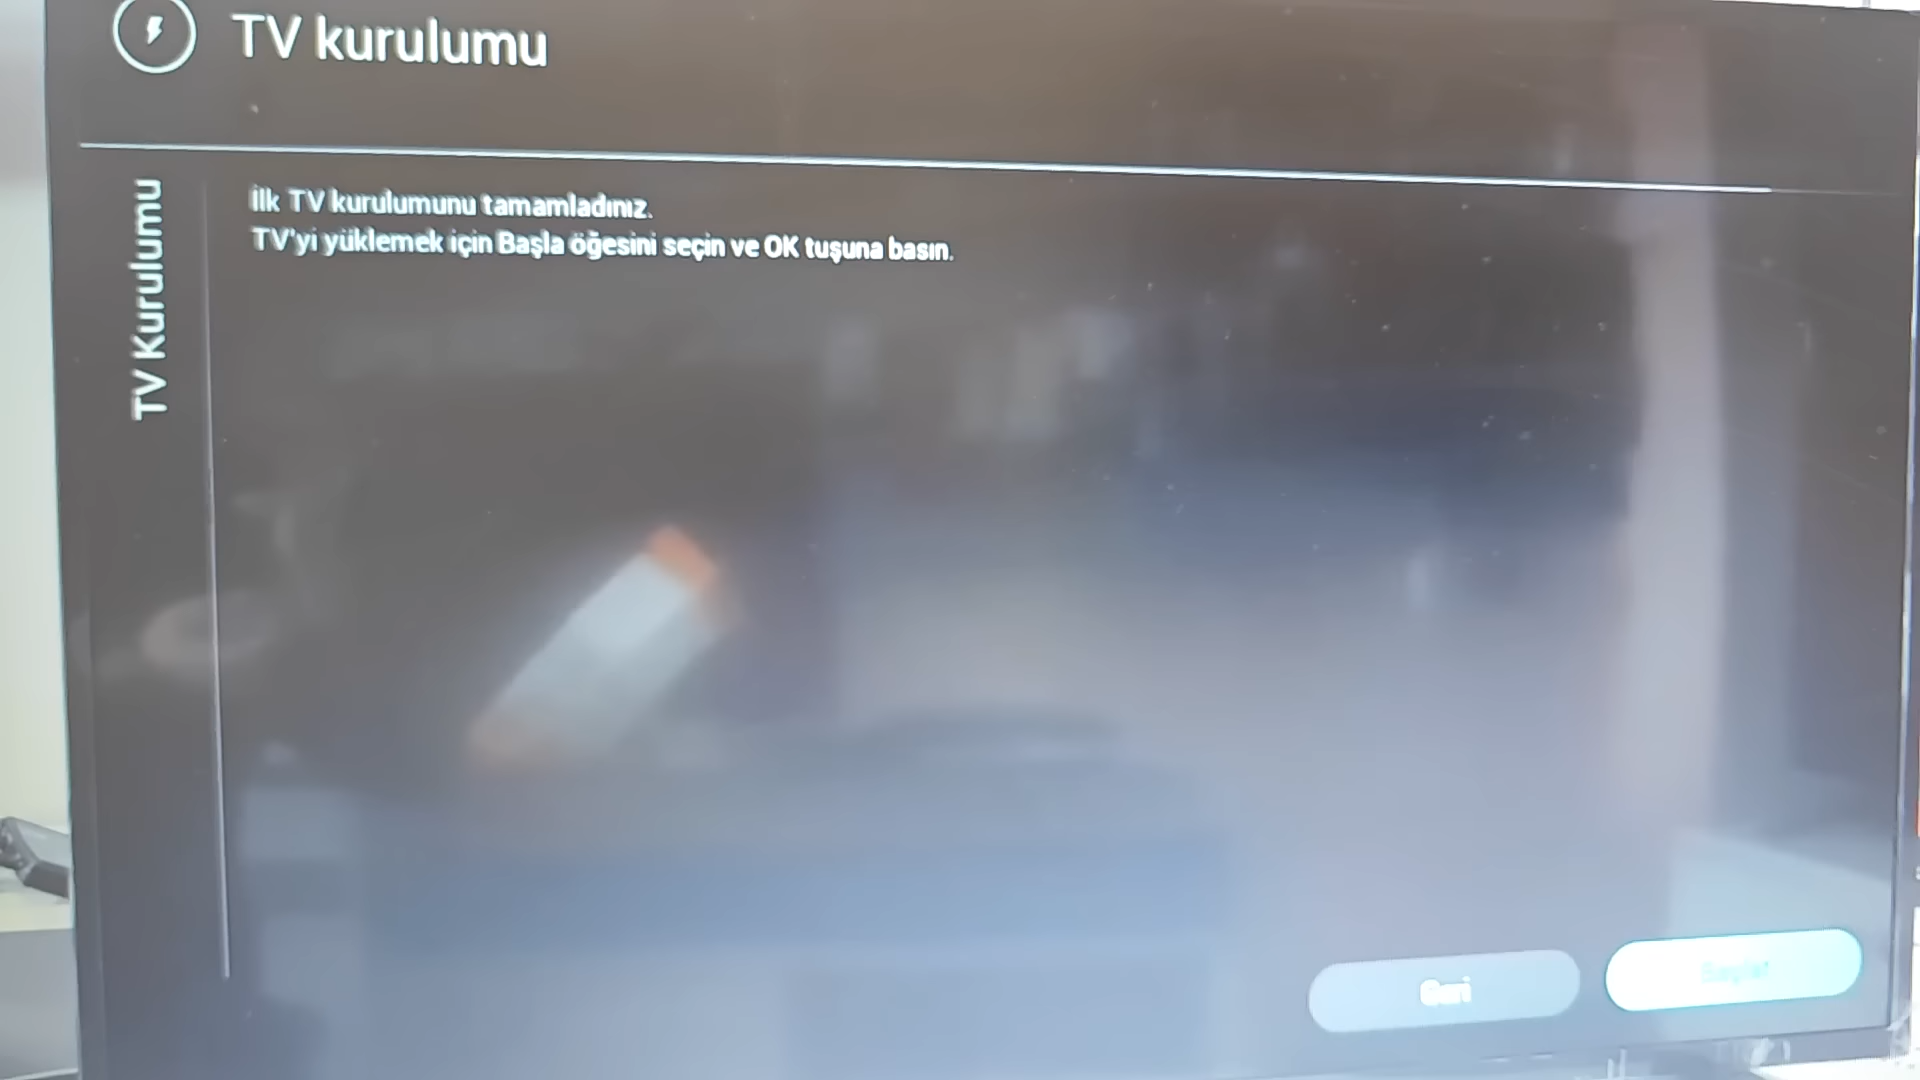 TV kurulumu
TV Kurulumu
İlk TV kurulumunu tamamladınız.
TV'yi yüklemek için Başla öğesini seçin ve OK tuşuna basın.
Geri